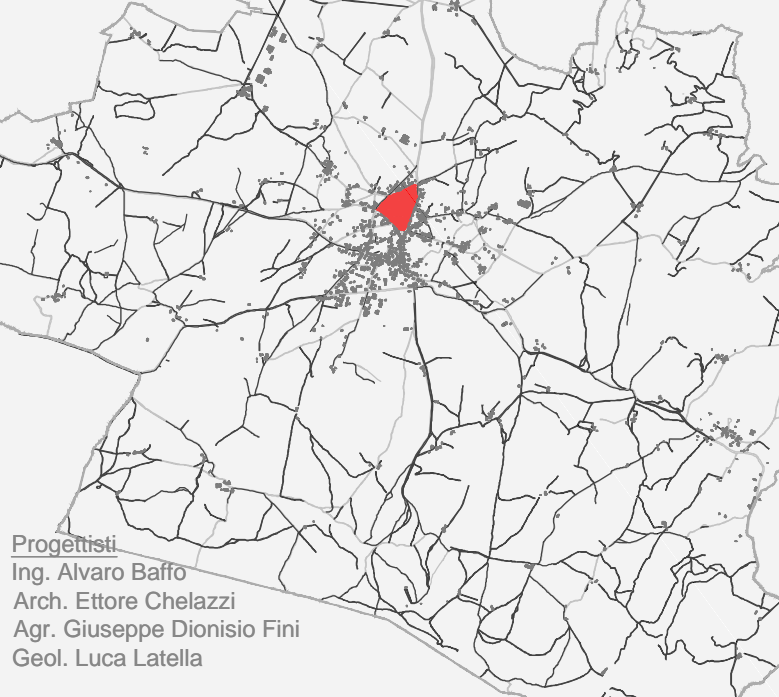 Progettisti
Ing. Alvaro Baffo
Arch. Ettore Chelazzi
Agr. Giuseppe Dionisio Fini
Geol. Luca Latella